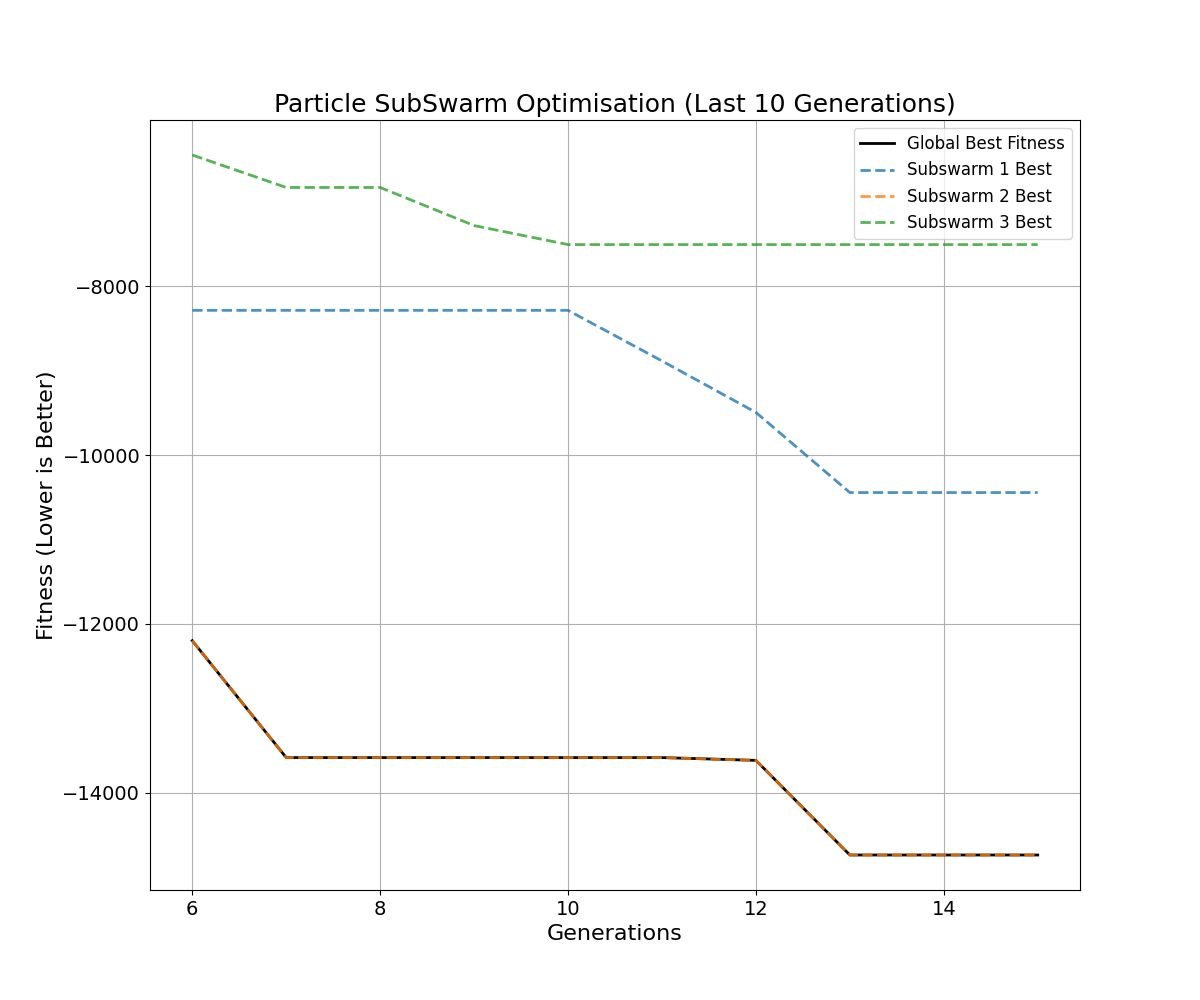 Particle SubSwarm Optimisation (Last 10 Generations)
Global Best Fitness
Subswarm 1 Best
Subswarm 2 Best
Subswarm 3 Best
Fitness (Lower is Better)
−8000
−10000
−12000
−14000
6 8 10 12 14
Generations